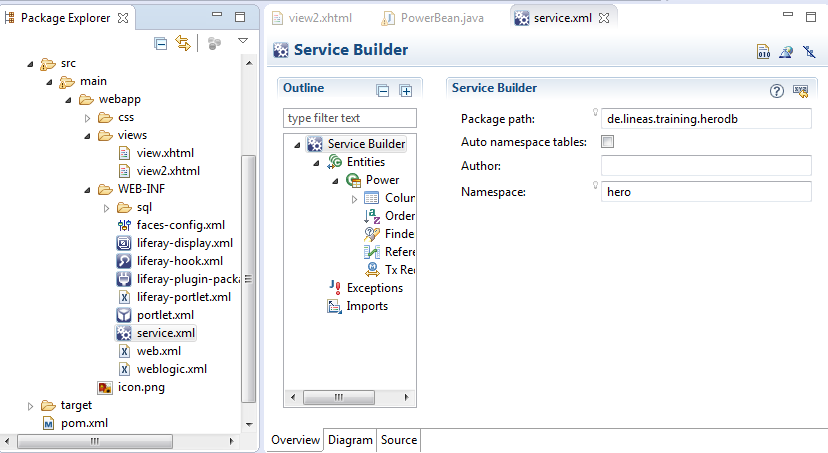 Package Explorer
src
main
webapp
css
views
view.xhtml
view2.xhtml
WEB-INF
sql
faces-config.xml
liferay-display.xml
liferay-hook.xml
liferay-plugin-packa
liferay-portlet.xml
portlet.xml
service.xml
web.xml
weblogic.xml
icon.png
target
pom.xml
view2.xhtml
PowerBean.java
service.xml
Service Builder
010
Outline
type filter text
Service Builder
Entities
Power
Colun
Order
Finde
Refere
Tx Rec
Exceptions
Imports
Service Builder
Package path: de.lineas.training.herodb
Auto namespace tables:
Author:
Namespace: hero
Overview Diagram Source